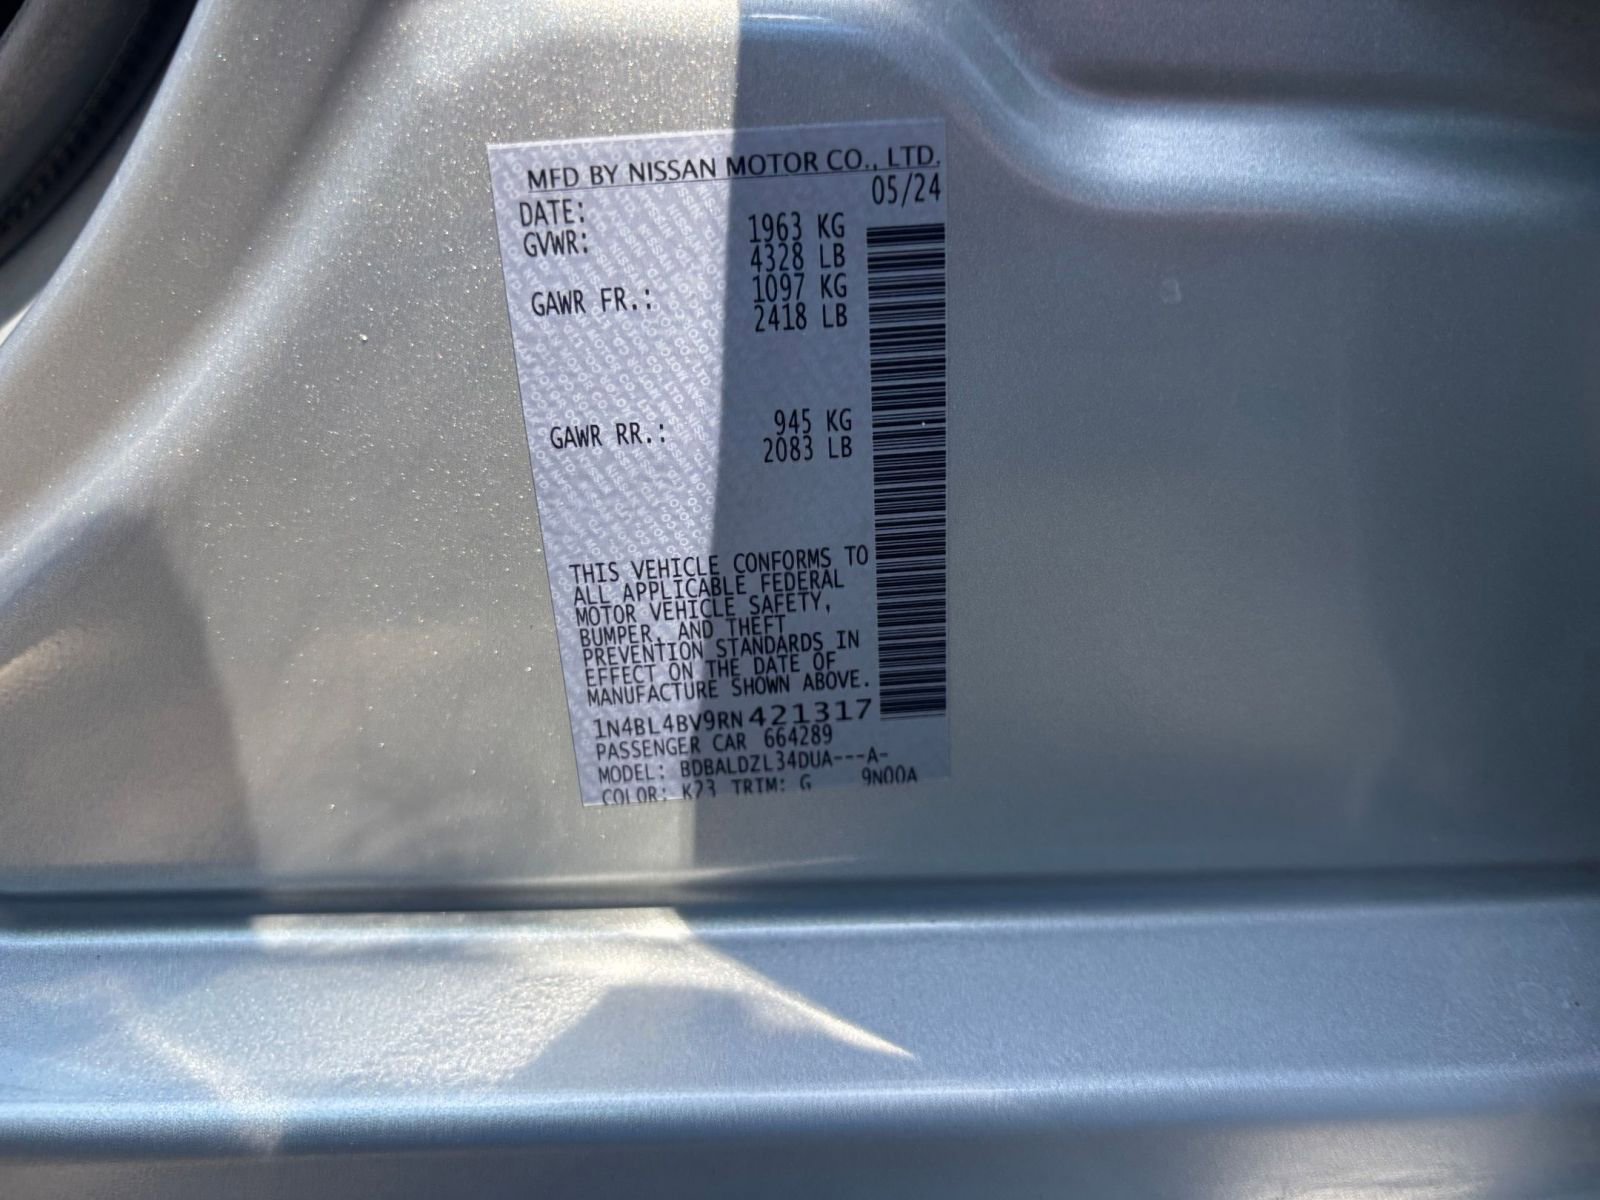 MFD BY NISSAN MOTOR CO., LTD.
DATE: 05/24
GVWR: 1963 KG
4328 LB
GAWR FR.: 1097 KG
2418 LB
GAWR RR.: 945 KG
2083 LB
THIS VEHICLE CONFORMS TO
ALL APPLICABLE FEDERAL
MOTOR VEHICLE SAFETY,
BUMPER, AND THEFT
PREVENTION STANDARDS IN
EFFECT ON THE DATE OF
MANUFACTURE SHOWN ABOVE.
1N4BL4BV9RN421317
PASSENGER CAR 664289
MODEL: BDBALDZL34DUA---A-
COLOR: K23 TRIM: G 9N00A